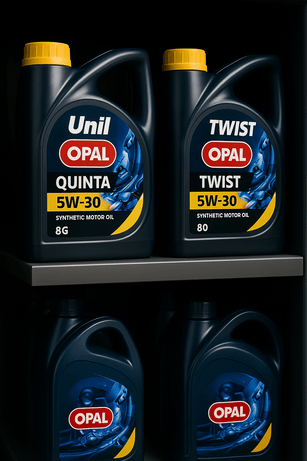 Unil
OPAL
QUINTA
5W-30
SYNTHETIC MOTOR OIL
8G
TWIST
OPAL
TWIST
5W-30
SYNTHETIC MOTOR OIL
80
OPAL
OPAL